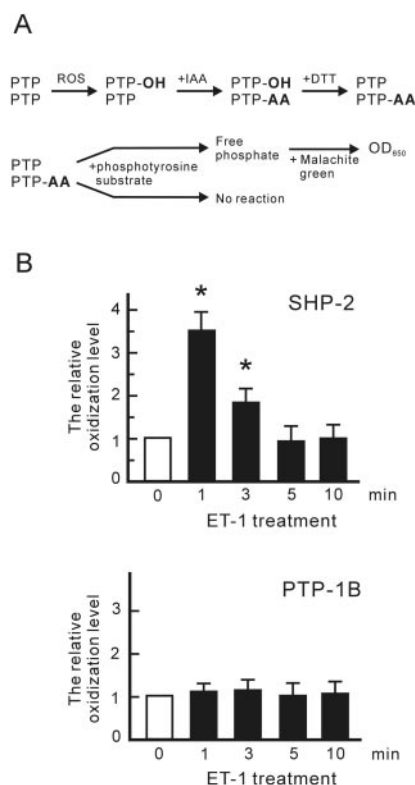 A
PTP
PTP
ROS
PTP-OH
PTP
+IAA
PTP-OH
PTP-AA
+DTT
PTP
PTP-AA
PTP
PTP-AA
+phosphotyrosine
substrate
Free
phosphate
+ Malachite
green
OD650
No reaction
B
SHP-2
The relative
oxidization level
4
3
2
1
0
*
*
0 1 3 5 10 min
ET-1 treatment
PTP-1B
The relative
oxidization level
3
2
1
0
0 1 3 5 10 min
ET-1 treatment